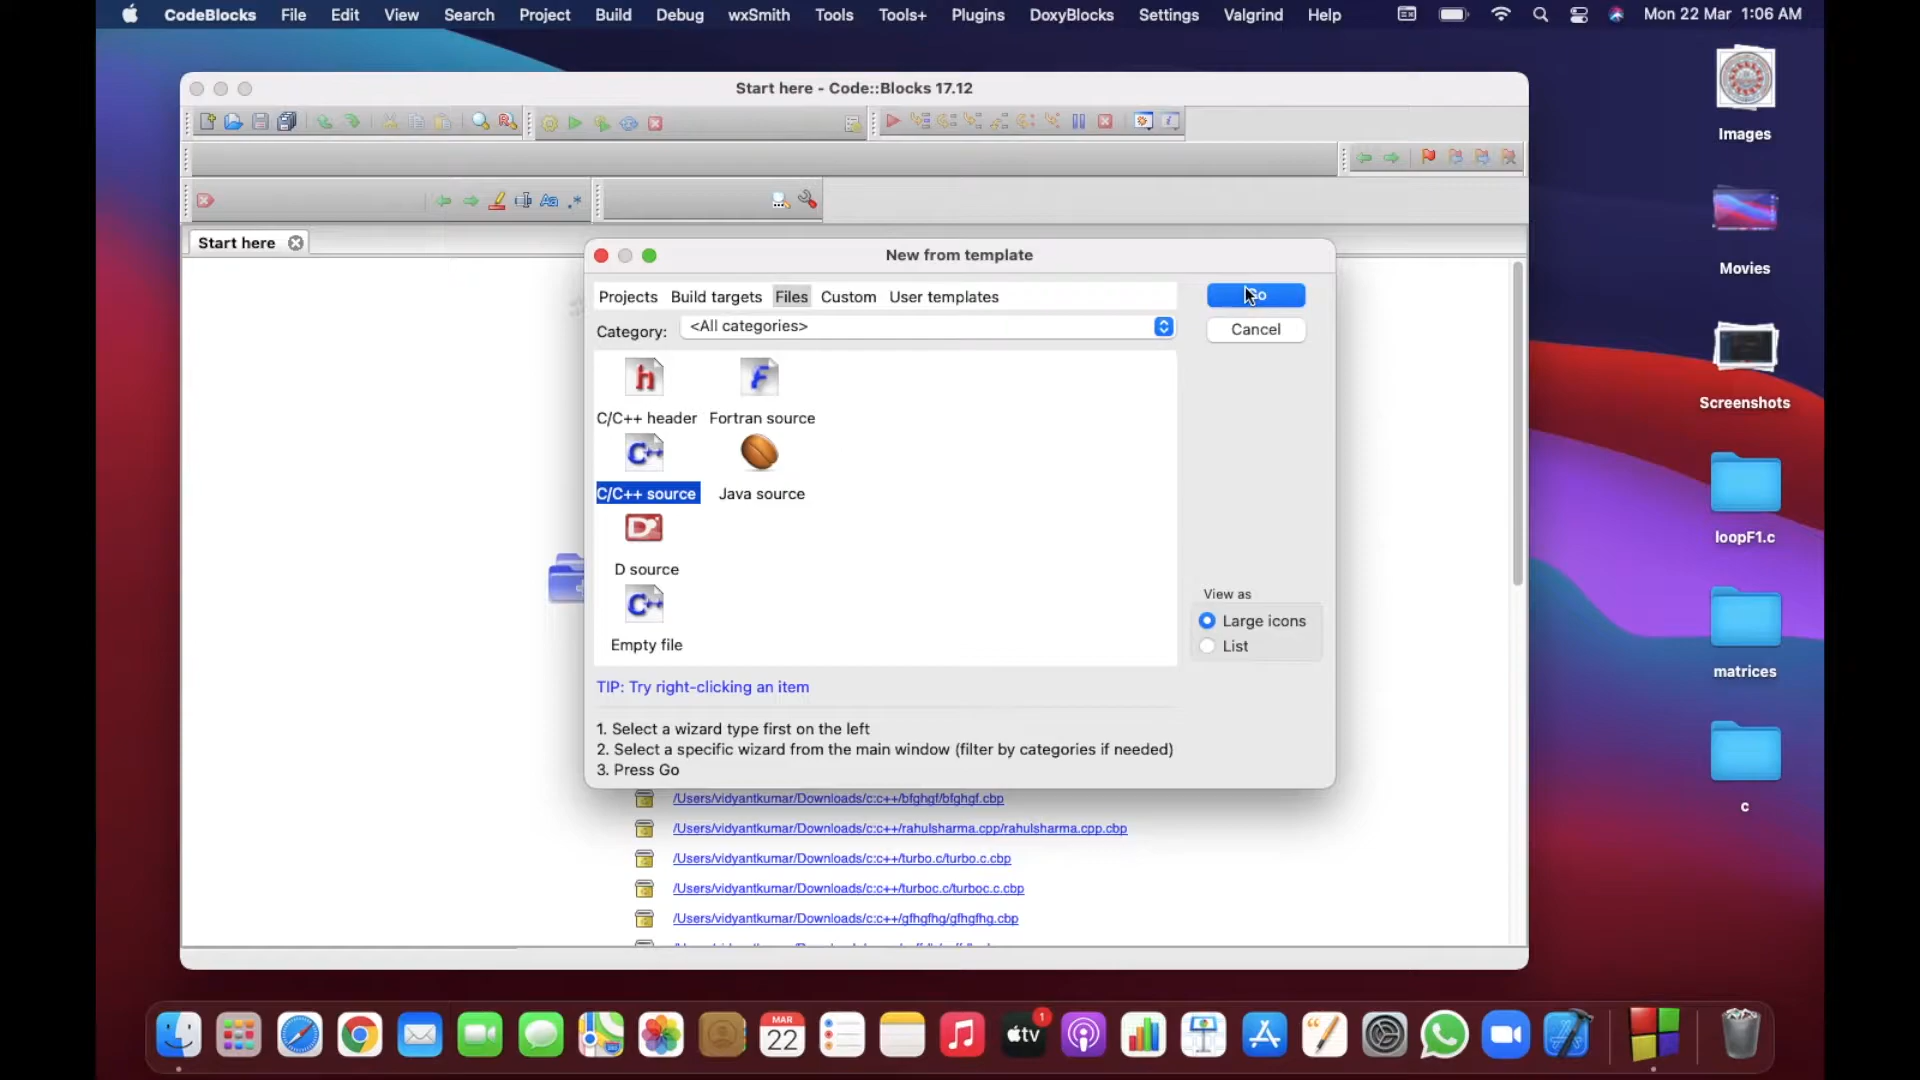 CodeBlocks File Edit View Search Project Build Debug wxSmith Tools Tools+ Plugins DoxyBlocks Settings Valgrind Help Mon 22 Mar 1:06 AM
Start here - Code::Blocks 17.12
Images
Movies
Screenshots
loopF1.c
matrices
c
Start here
New from template
Projects Build targets Files Custom User templates
Category: <All categories>
Cancel
C/C++ header Fortran source
C/C++ source Java source
D source
Empty file
View as
Large icons
List
TIP: Try right-clicking an item
1. Select a wizard type first on the left
2. Select a specific wizard from the main window (filter by categories if needed)
3. Press Go
/Users/vidyantkumar/Downloads/c:c++/bfghgf/bfghgf.cbp
/Users/vidyantkumar/Downloads/c:c++/rahulsharma.cpp/rahulsharma.cpp.cbp
/Users/vidyantkumar/Downloads/c:c++/turbo.c/turbo.c.cbp
/Users/vidyantkumar/Downloads/c:c++/turboc.c/turboc.c.cbp
/Users/vidyantkumar/Downloads/c:c++/gfhgfhg/gfhgfhg.cbp
MAR
22
tv
1